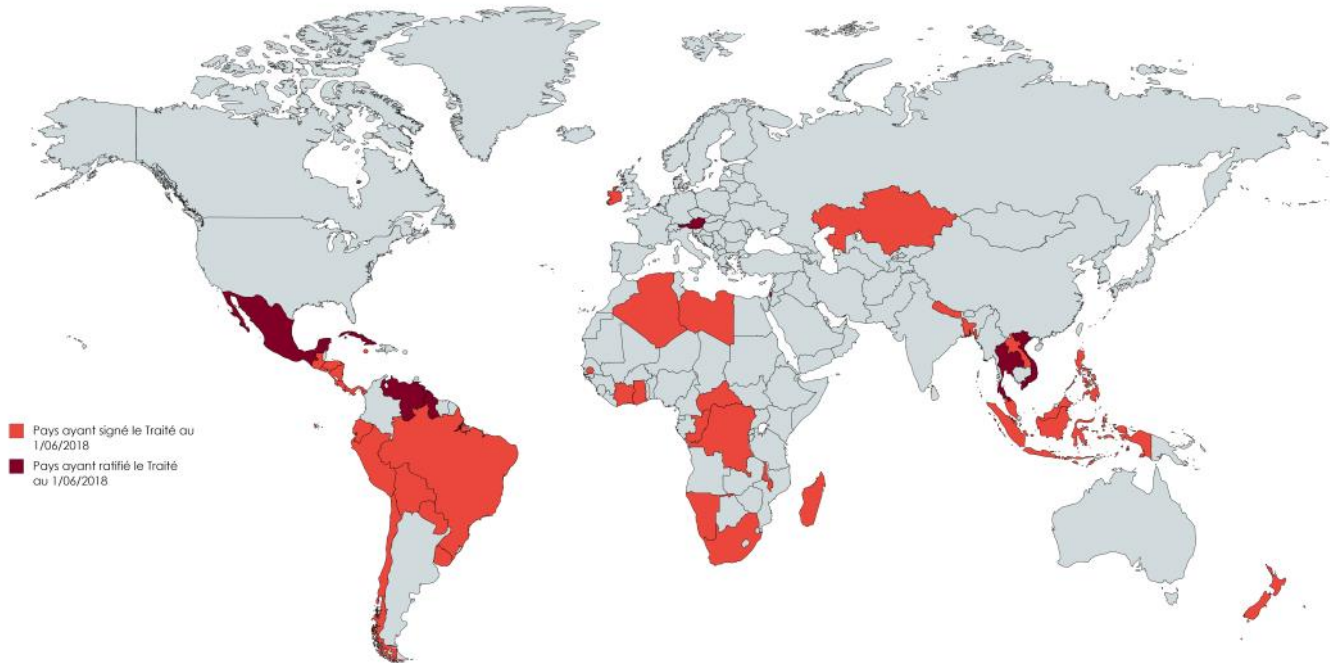 Pays ayant signé le Traité au
1/06/2018
Pays ayant ratifié le Traité
au 1/06/2018